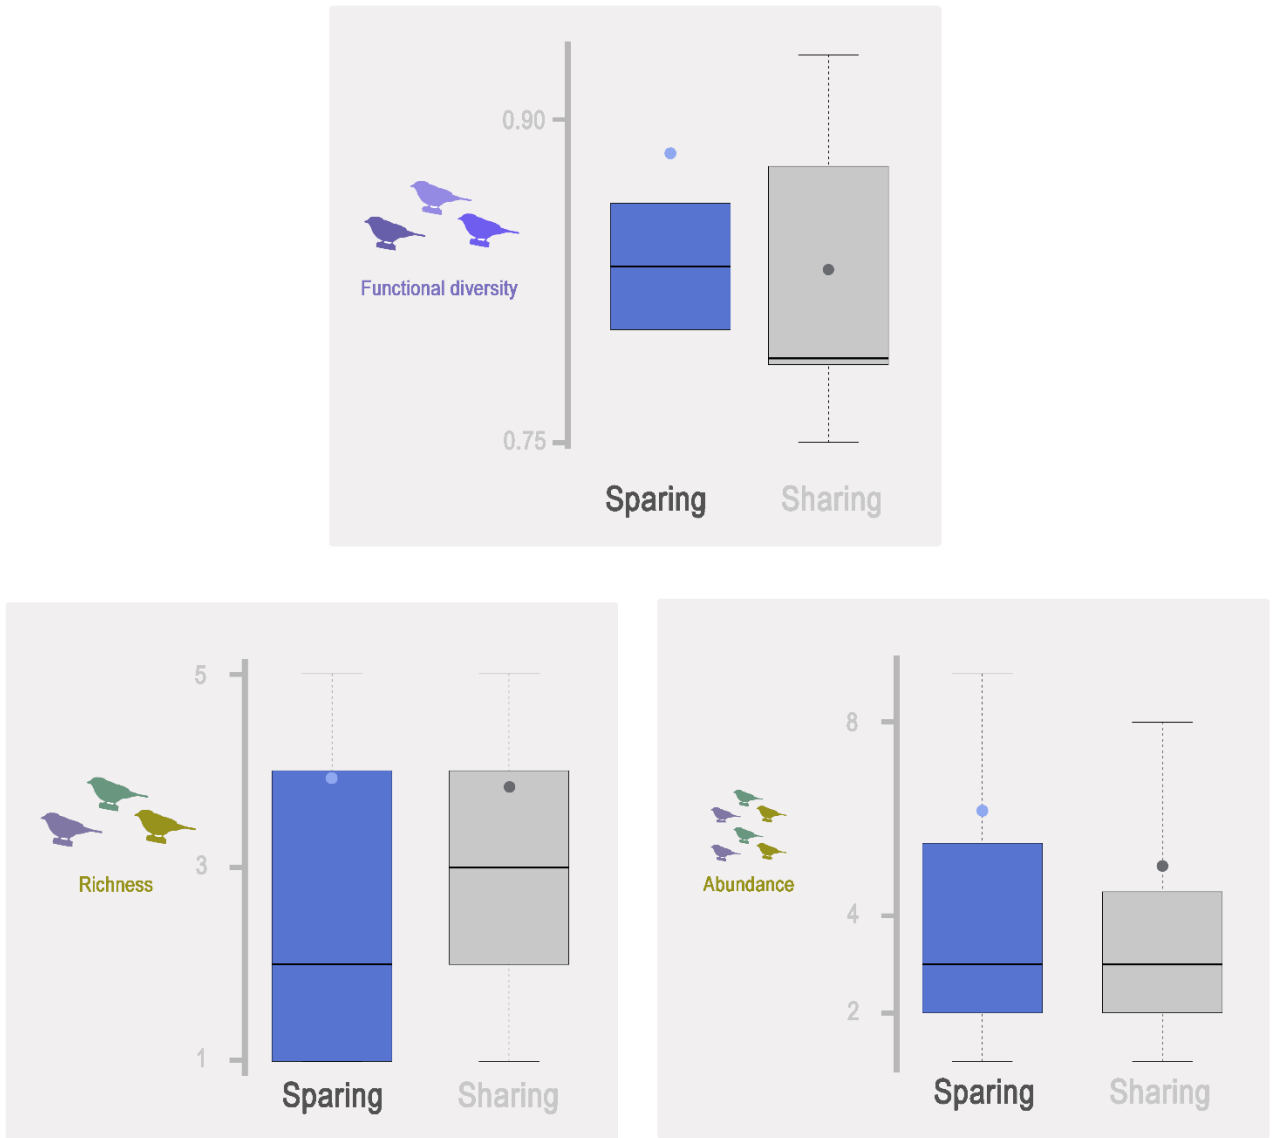 0.90
Functional diversity
0.75
Sparing Sharing
5
3
Richness
1
Sparing Sharing
8
Abundance
4
2
Sparing Sharing